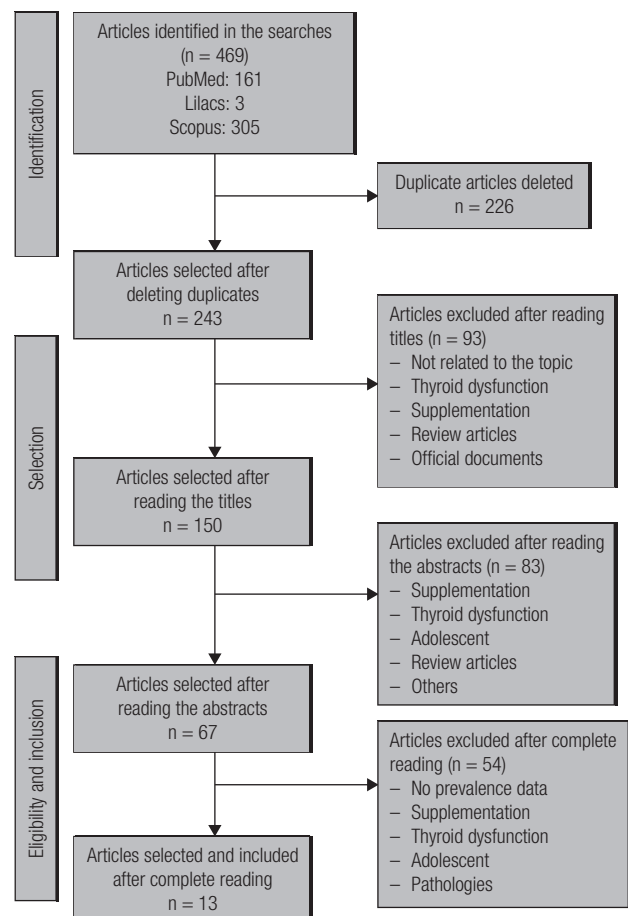 Identification
Articles identified in the searches
(n = 469)
PubMed: 161
Lilacs: 3
Scopus: 305
Duplicate articles deleted
n = 226
Articles selected after
deleting duplicates
n = 243
Articles excluded after reading
titles (n = 93)
– Not related to the topic
– Thyroid dysfunction
– Supplementation
– Review articles
– Official documents
Selection
Articles selected after
reading the titles
n = 150
Articles excluded after reading
the abstracts (n = 83)
– Supplementation
– Thyroid dysfunction
– Adolescent
– Review articles
– Others
Eligibility and inclusion
Articles selected after
reading the abstracts
n = 67
Articles excluded after complete
reading (n = 54)
– No prevalence data
– Supplementation
– Thyroid dysfunction
– Adolescent
– Pathologies
Articles selected and included
after complete reading
n = 13